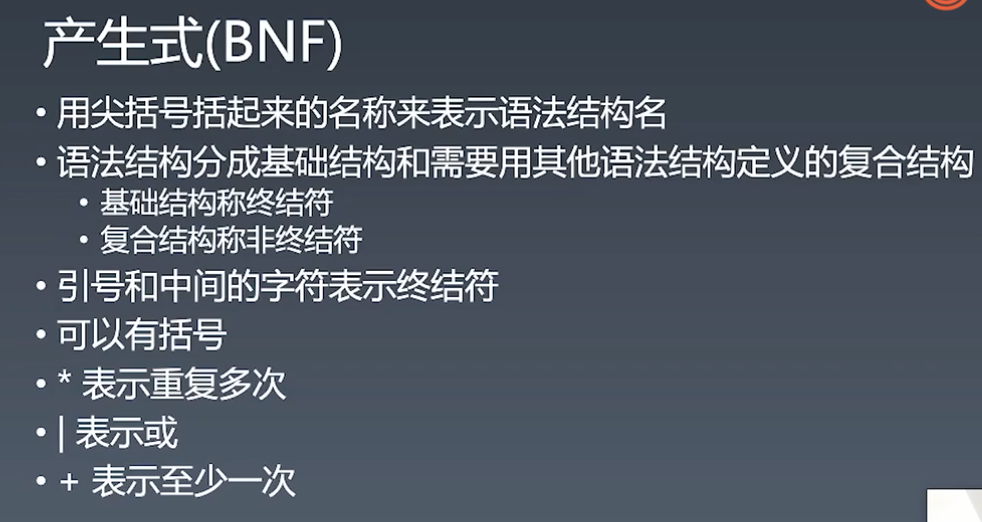 产生式(BNF)
• 用尖括号括起来的名称来表示语法结构名
• 语法结构分成基础结构和需要用其他语法结构定义的复合结构
• 基础结构称终结符
• 复合结构称非终结符
• 引号和中间的字符表示终结符
• 可以有括号
• * 表示重复多次
• | 表示或
• + 表示至少一次